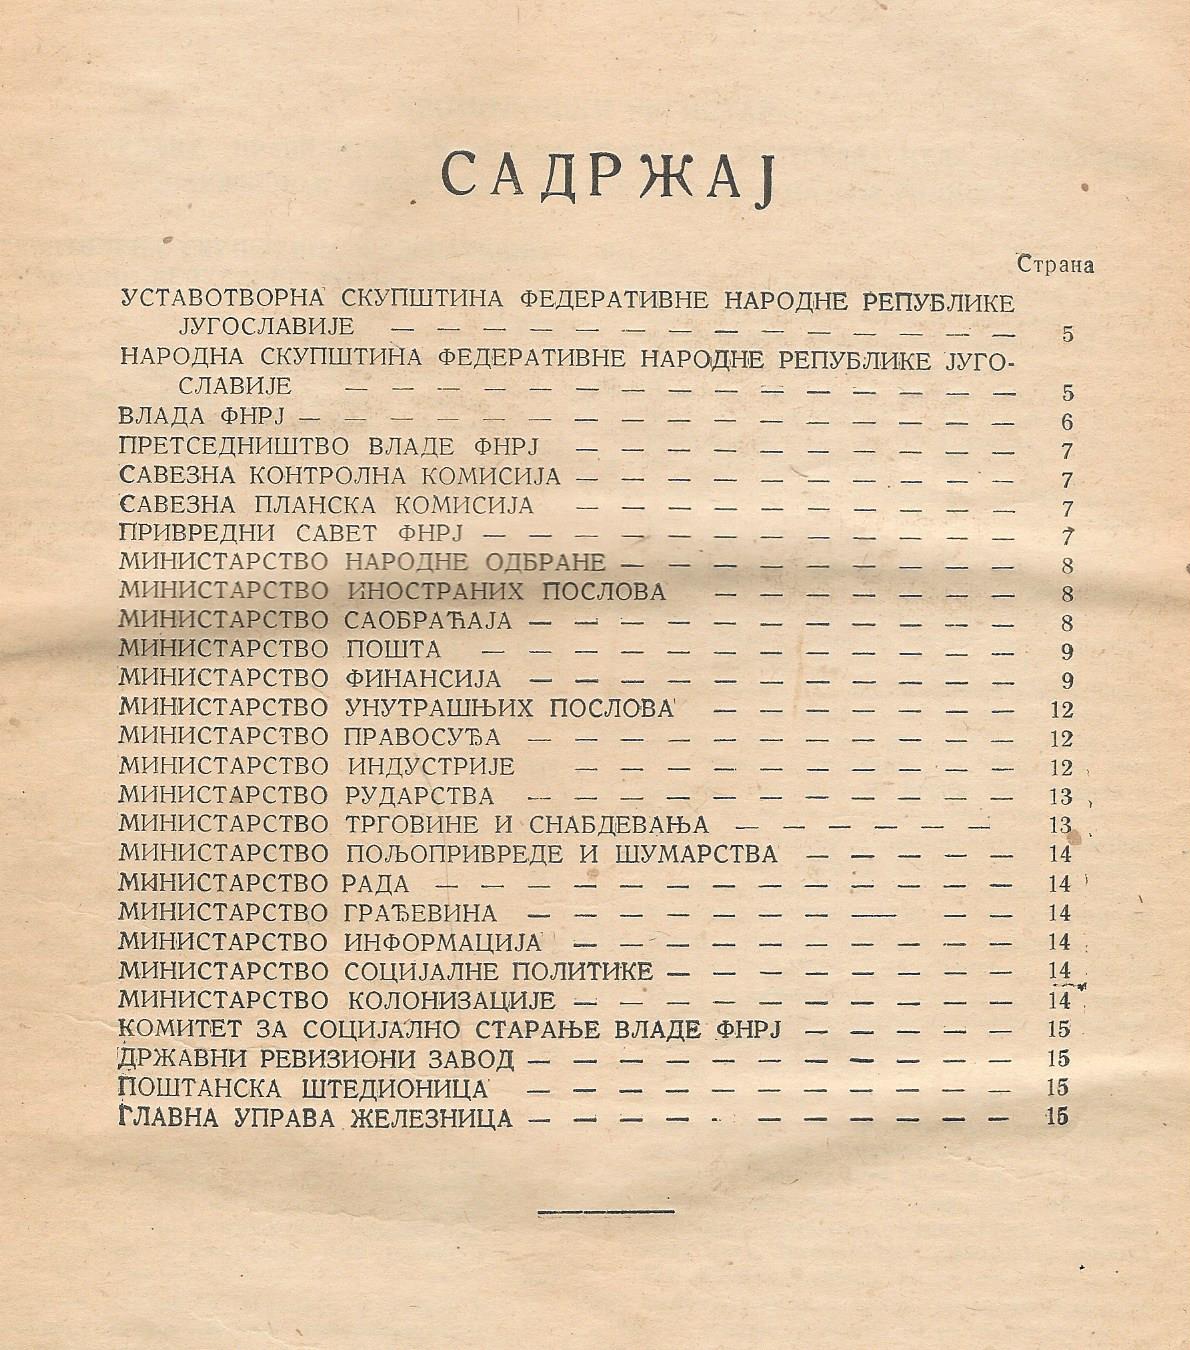 САДРЖАЈ
Страна
УСТАВОТВОРНА СКУПШТИНА ФЕДЕРАТИВНЕ НАРОДНЕ РЕПУБЛИКЕ
ЈУГОСЛАВИЈЕ — — — — — — — — — — — — — — 5
НАРОДНА СКУПШТИНА ФЕДЕРАТИВНЕ НАРОДНЕ РЕПУБЛИКЕ ЈУГО-
СЛАВИЈЕ — — — — — — — — — — — — — — — 5
ВЛАДА ФНРЈ — — — — — — — — — — — — — — — — 6
ПРЕТСЕДНИШТВО ВЛАДЕ ФНРЈ — — — — — — — — — — 7
САВЕЗНА КОНТРОЛНА КОМИСИЈА — — — — — — — — — — 7
САВЕЗНА ПЛАНСКА КОМИСИЈА — — — — — — — — — — 7
ПРИВРЕДНИ САВЕТ ФНРЈ — — — — — — — — — — — — 7
МИНИСТАРСТВО НАРОДНЕ ОДБРАНЕ — — — — — — — — — 8
МИНИСТАРСТВО ИНОСТРАНИХ ПОСЛОВА — — — — — — — 8
МИНИСТАРСТВО САОБРАЋАЈА — — — — — — — — — — — 8
МИНИСТАРСТВО ПОШТА — — — — — — — — — — — — 9
МИНИСТАРСТВО ФИНАНСИЈА — — — — — — — — — — — 9
МИНИСТАРСТВО УНУТРАШЊИХ ПОСЛОВА — — — — — — — 12
МИНИСТАРСТВО ПРАВОСУЂА — — — — — — — — — — — 12
МИНИСТАРСТВО ИНДУСТРИЈЕ — — — — — — — — — — 12
МИНИСТАРСТВО РУДАРСТВА — — — — — — — — — — — 13
МИНИСТАРСТВО ТРГОВИНЕ И СНАБДЕВАЊА — — — — — — 13
МИНИСТАРСТВО ПОЉОПРИВРЕДЕ И ШУМАРСТВА — — — — — 14
МИНИСТАРСТВО РАДА — — — — — — — — — — — — — 14
МИНИСТАРСТВО ГРАЂЕВИНА — — — — — — — — — — — 14
МИНИСТАРСТВО ИНФОРМАЦИЈА — — — — — — — — — — 14
МИНИСТАРСТВО СОЦИЈАЛНЕ ПОЛИТИКЕ — — — — — — — — 14
МИНИСТАРСТВО КОЛОНИЗАЦИЈЕ — — — — — — — — — — 14
КОМИТЕТ ЗА СОЦИЈАЛНО СТАРАЊЕ ВЛАДЕ ФНРЈ — — — — — 15
ДРЖАВНИ РЕВИЗИОНИ ЗАВОД — — — — — — — — — — — 15
ПОШТАНСКА ШТЕДИОНИЦА — — — — — — — — — — — 15
ГЛАВНА УПРАВА ЖЕЛЕЗНИЦА — — — — — — — — — — 15